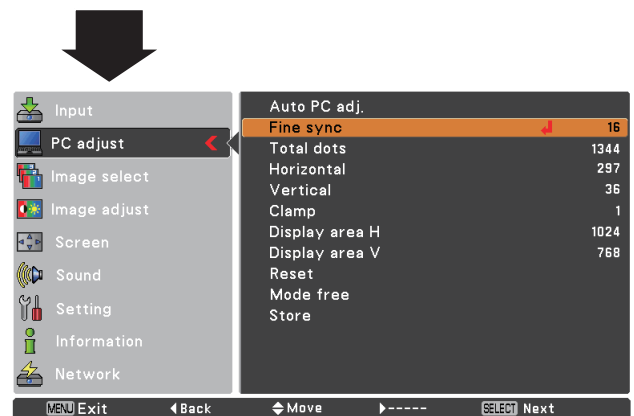 Input
PC adjust
Image select
Image adjust
Screen
Sound
Setting
Information
Network
Auto PC adj.
Fine sync 16
Total dots 1344
Horizontal 297
Vertical 36
Clamp 1
Display area H 1024
Display area V 768
Reset
Mode free
Store
MENU Exit Back Move ----- SELECT Next